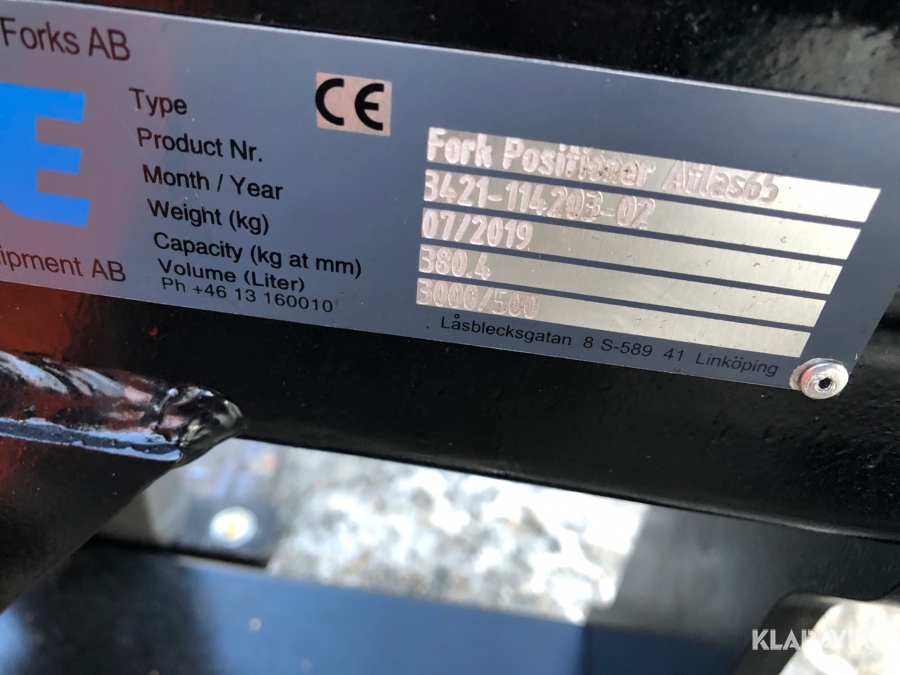 Forks AB
E
ipment AB
Type Fork Positioner Atlas65
Product Nr. 3421-114203-02
Month / Year 07/2019
Weight (kg) 380.4
Capacity (kg at mm) 3000/500
Volume (Liter)
Ph +46 13 160010
Låsblecksgatan 8 S-589 41 Linköping
CE